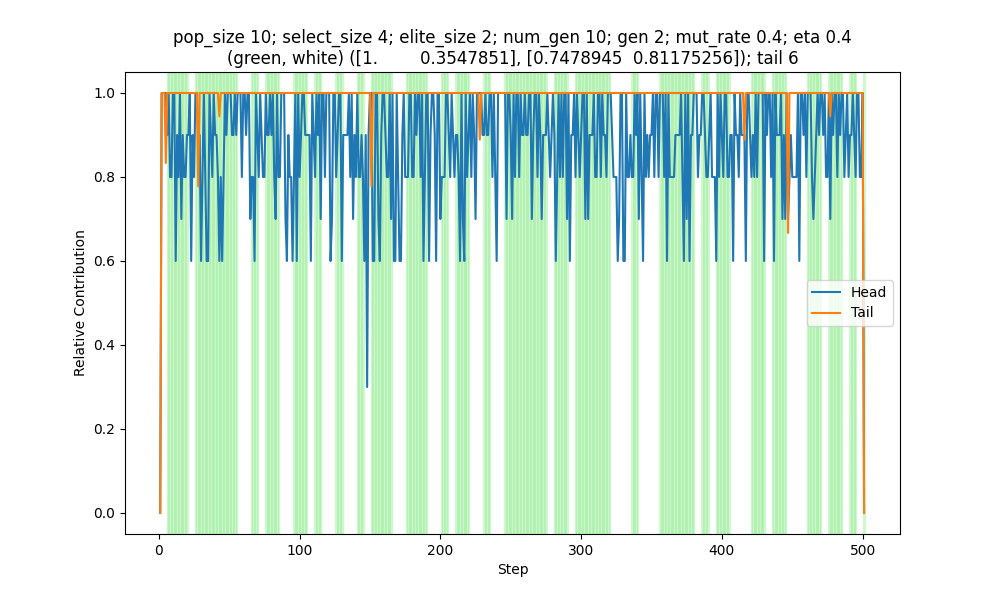 pop_size 10; select_size 4; elite_size 2; num_gen 10; gen 2; mut_rate 0.4; eta 0.4
(green, white) ([1.         0.3547851], [0.7478945  0.81175256]); tail 6
1.0
0.8
0.6
0.4
0.2
0.0
Relative Contribution
Head
Tail
0
100
200
300
400
500
Step